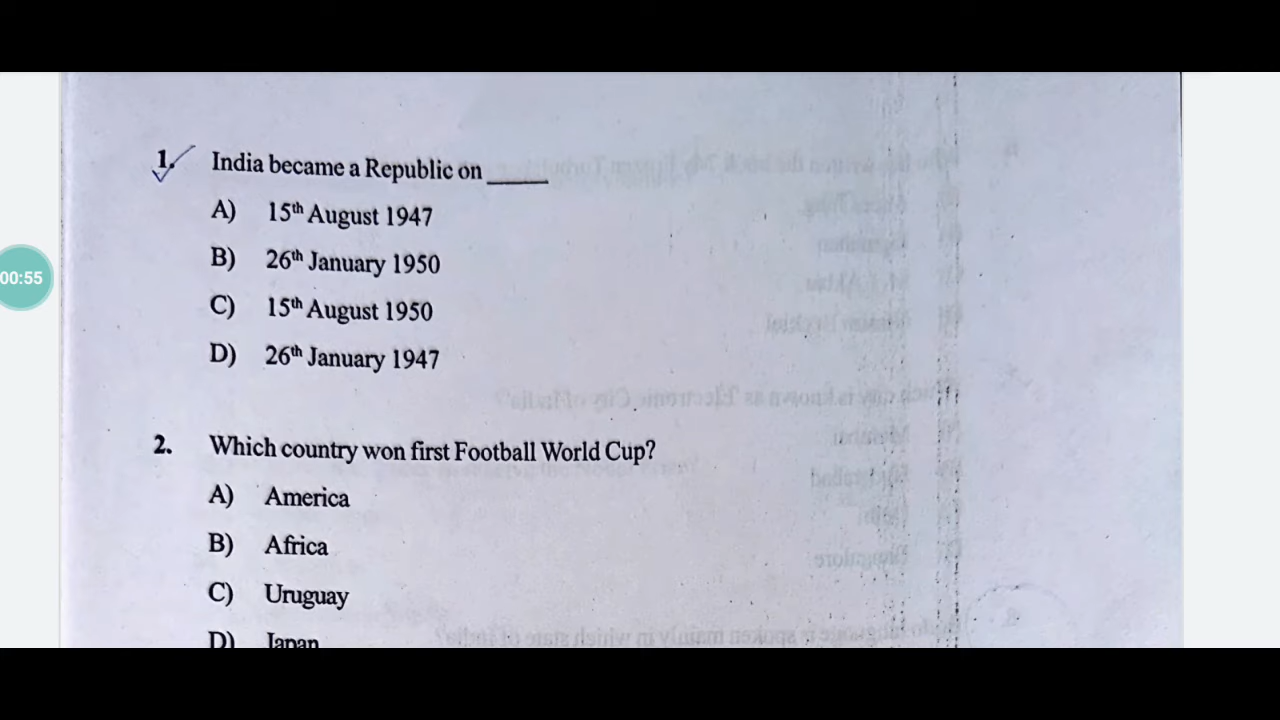 1. India became a Republic on _____
A) 15th August 1947
B) 26th January 1950
C) 15th August 1950
D) 26th January 1947
00:55
2. Which country won first Football World Cup?
A) America
B) Africa
C) Uruguay
D) Japan